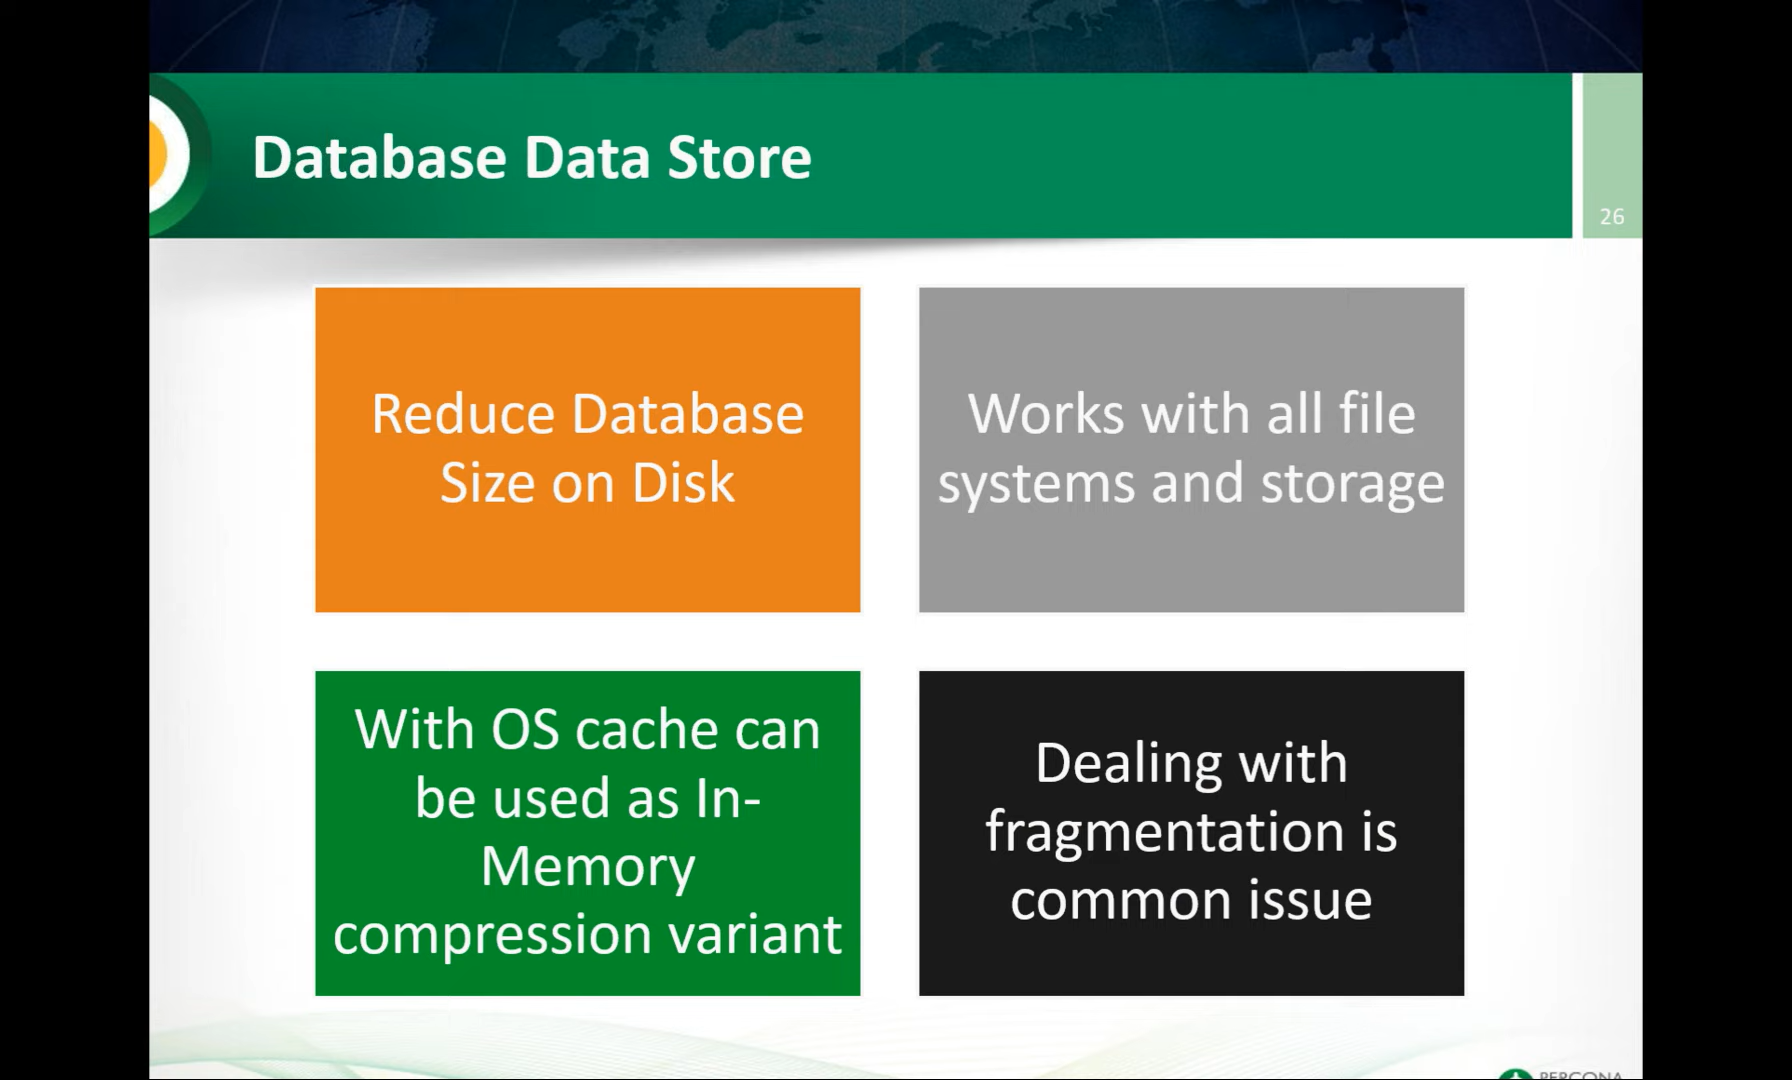 Database Data Store
26
Reduce Database
Size on Disk
Works with all file
systems and storage
With OS cache can
be used as In-
Memory
compression variant
Dealing with
fragmentation is
common issue
PERCONA